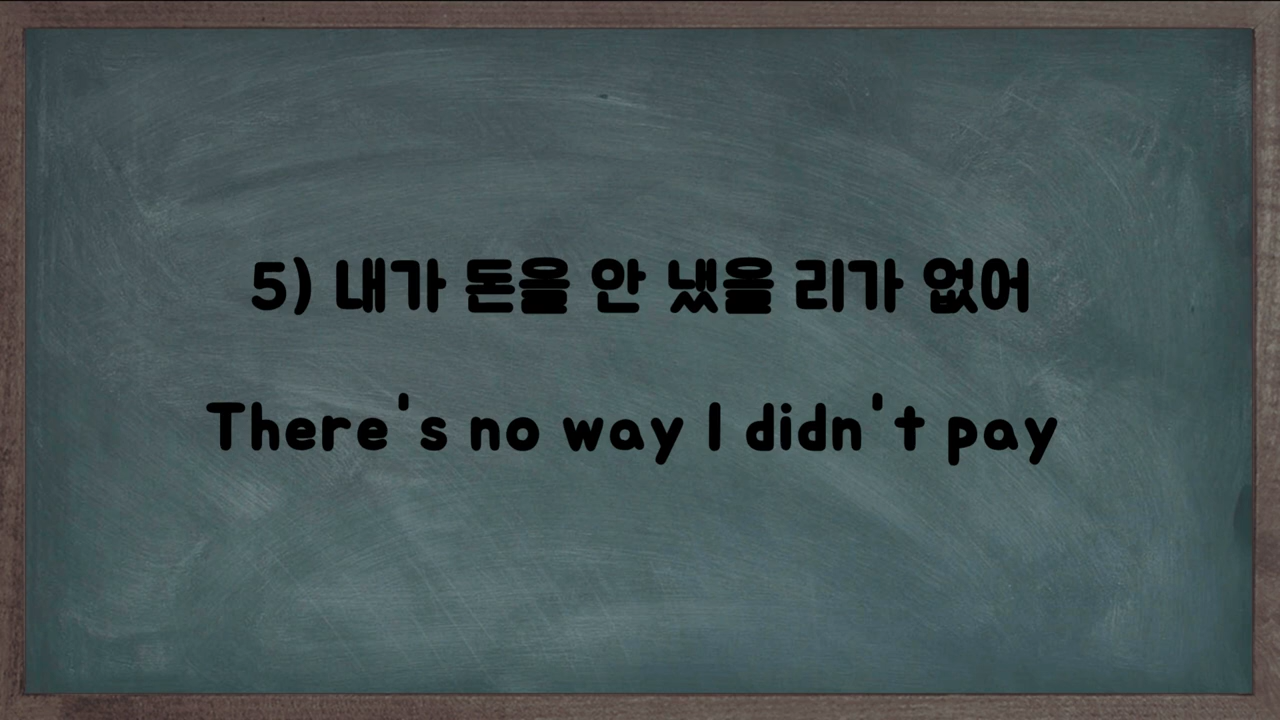 5) 내가 돈을 안 냈을 리가 없어
There's no way I didn't pay